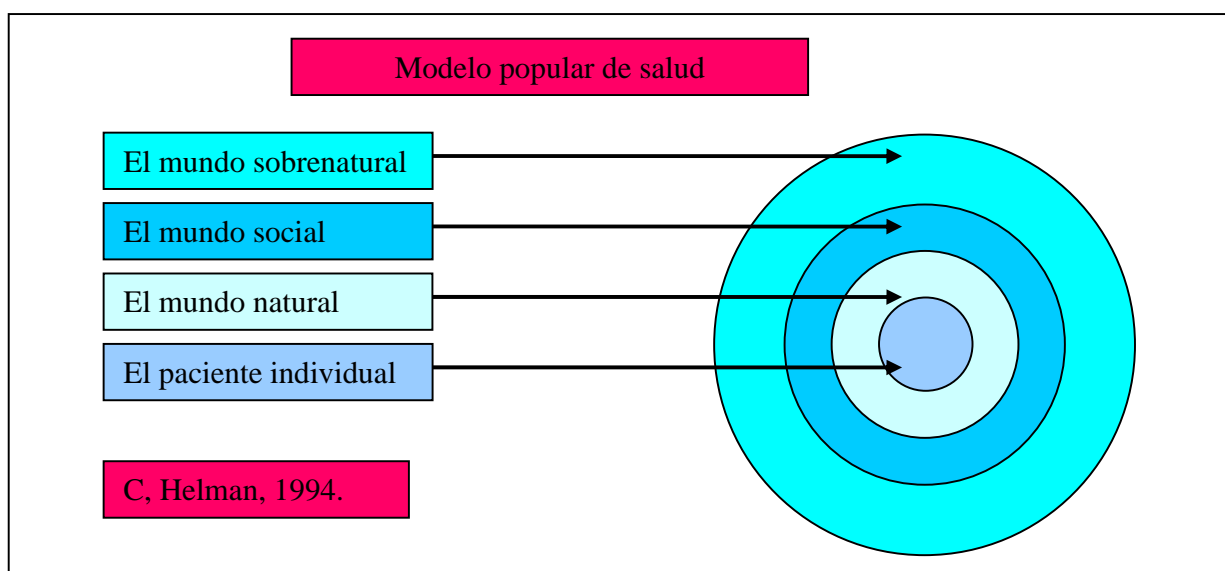 Modelo popular de salud
El mundo sobrenatural
El mundo social
El mundo natural
El paciente individual
C, Helman, 1994.